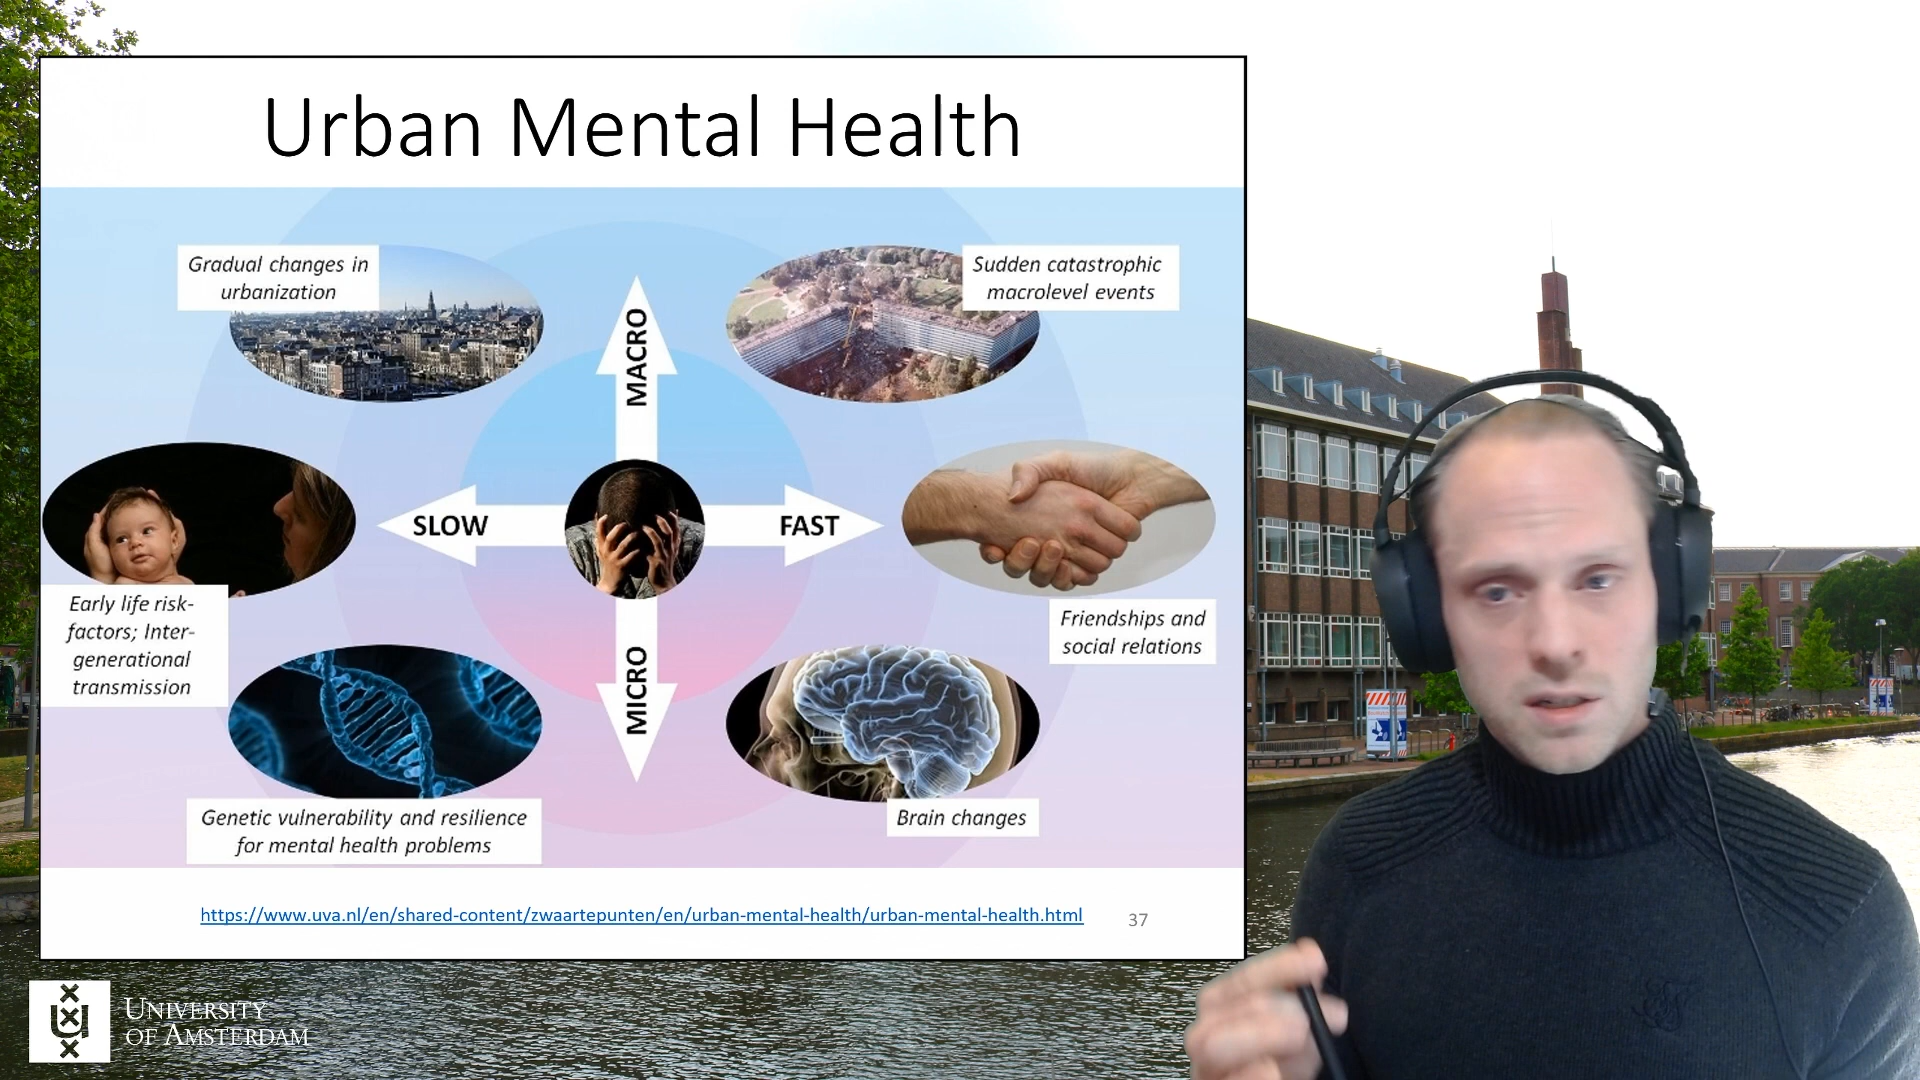 Urban Mental Health
Gradual changes in
urbanization
Sudden catastrophic
macrolevel events
MACRO
SLOW
FAST
Early life risk-
factors; Inter-
generational
transmission
Friendships and
social relations
MICRO
Genetic vulnerability and resilience
for mental health problems
Brain changes
https://www.uva.nl/en/shared-content/zwaartepunten/en/urban-mental-health/urban-mental-health.html
37
UNIVERSITY
OF AMSTERDAM